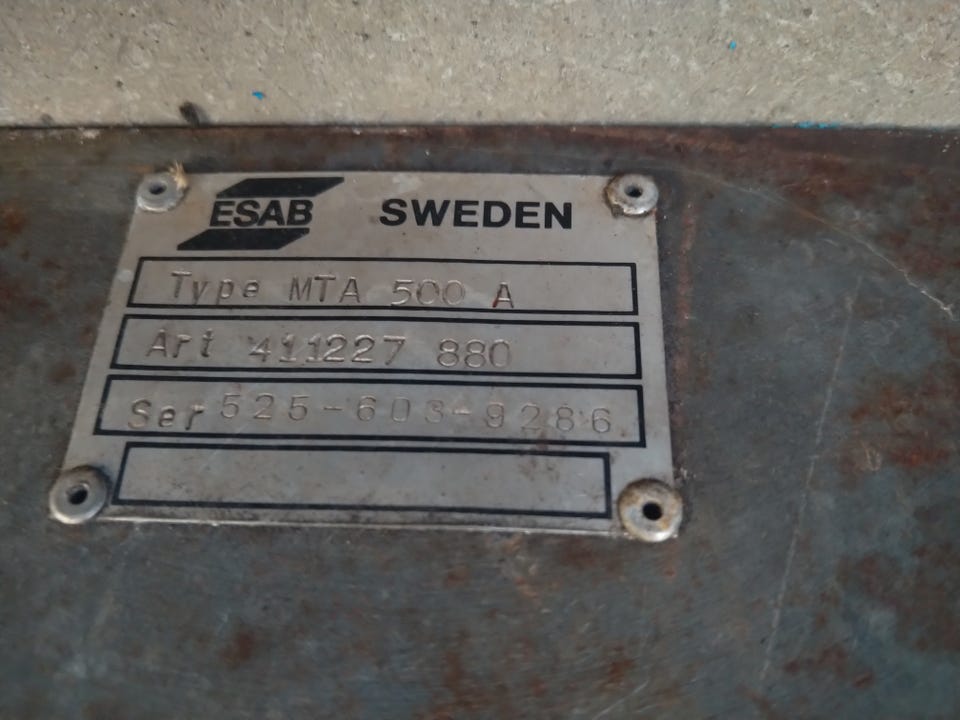 ESAB SWEDEN
Type MTA 500 A
Art 411227 880
Ser 525-603-9286